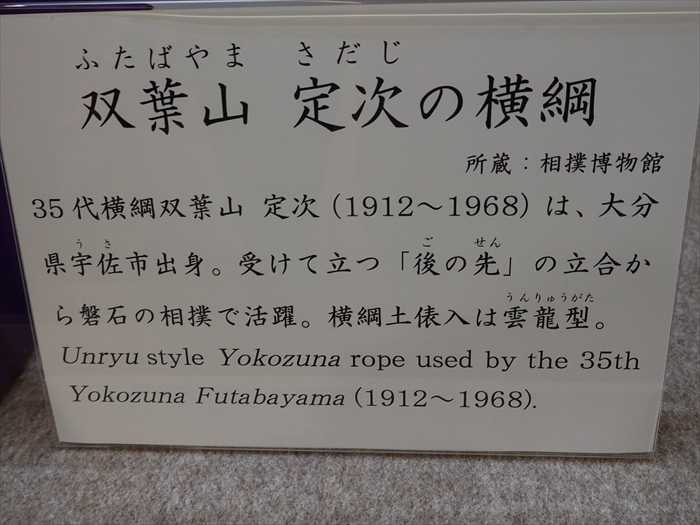 ふたばやま さだじ
双葉山 定次の横綱
所蔵：相撲博物館
35代横綱双葉山 定次（1912～1968）は、大分
うさ
県宇佐市出身。受けて立つ「後の先」の立合か
ご せん
ら磐石の相撲で活躍。横綱土俵入は雲龍型。
うんりゅうがた
Unryu style Yokozuna rope used by the 35th
Yokozuna Futabayama (1912～1968).